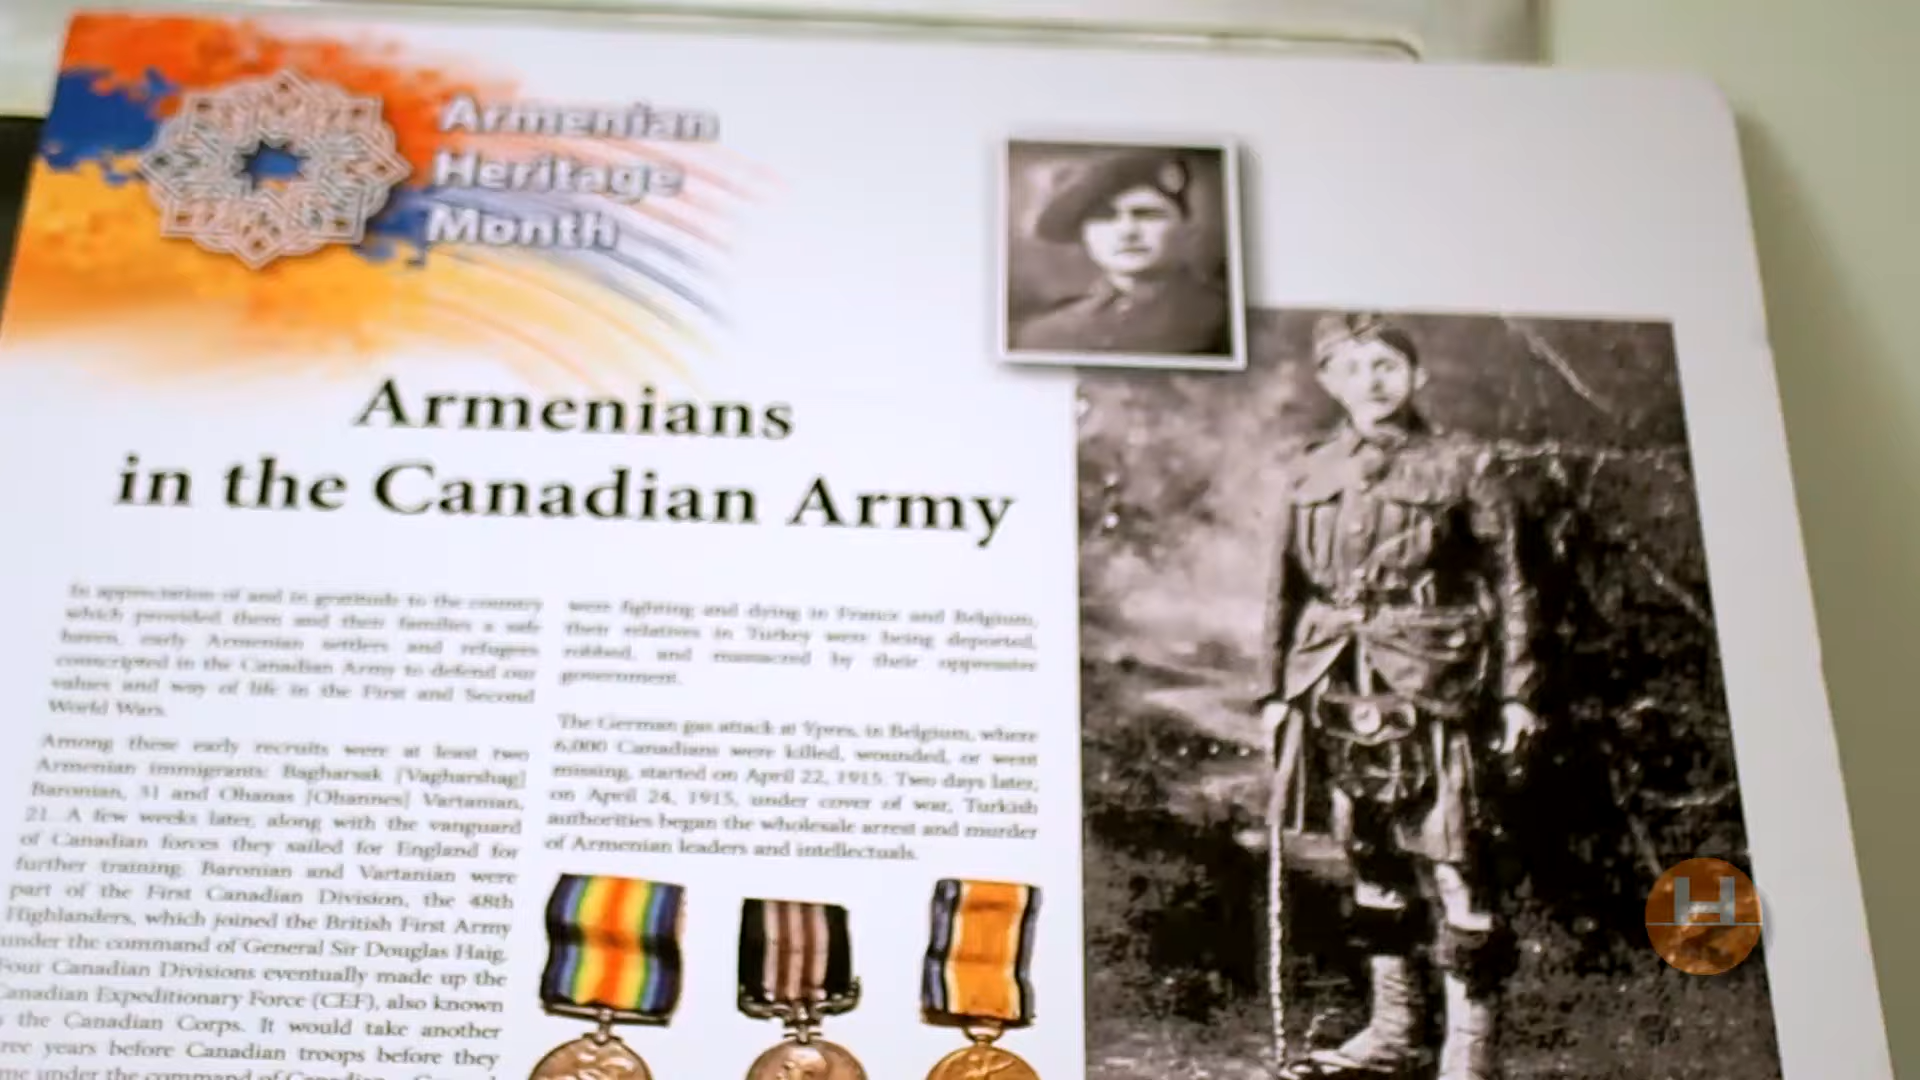 Armenian
Heritage
Month
Armenians
in the Canadian Army
In appreciation of and in gratitude to the country
which provided them and their families a safe
haven, early Armenian settlers and refugees
conscripted in the Canadian Army to defend our
values and way of life in the First and Second
World Wars.
Among these early recruits were at least two
Armenian immigrants: Bagharsak [Vagharshag]
Baronian, 31 and Ohanas [Ohannes] Vartanian,
21. A few weeks later, along with the vanguard
of Canadian forces they sailed for England for
further training. Baronian and Vartanian were
part of the First Canadian Division, the 48th
Highlanders, which joined the British First Army
under the command of General Sir Douglas Haig.
Four Canadian Divisions eventually made up the
Canadian Expeditionary Force (CEF), also known
the Canadian Corps. It would take another
years before Canadian troops before they
under the command of Canadian
were fighting and dying in France and Belgium,
their relatives in Turkey were being deported,
robbed, and massacred by their oppressive
government.
The German gas attack at Ypres, in Belgium, where
6,000 Canadians were killed, wounded, or went
missing, started on April 22, 1915. Two days later,
on April 24, 1915, under cover of war, Turkish
authorities began the wholesale arrest and murder
of Armenian leaders and intellectuals.
H